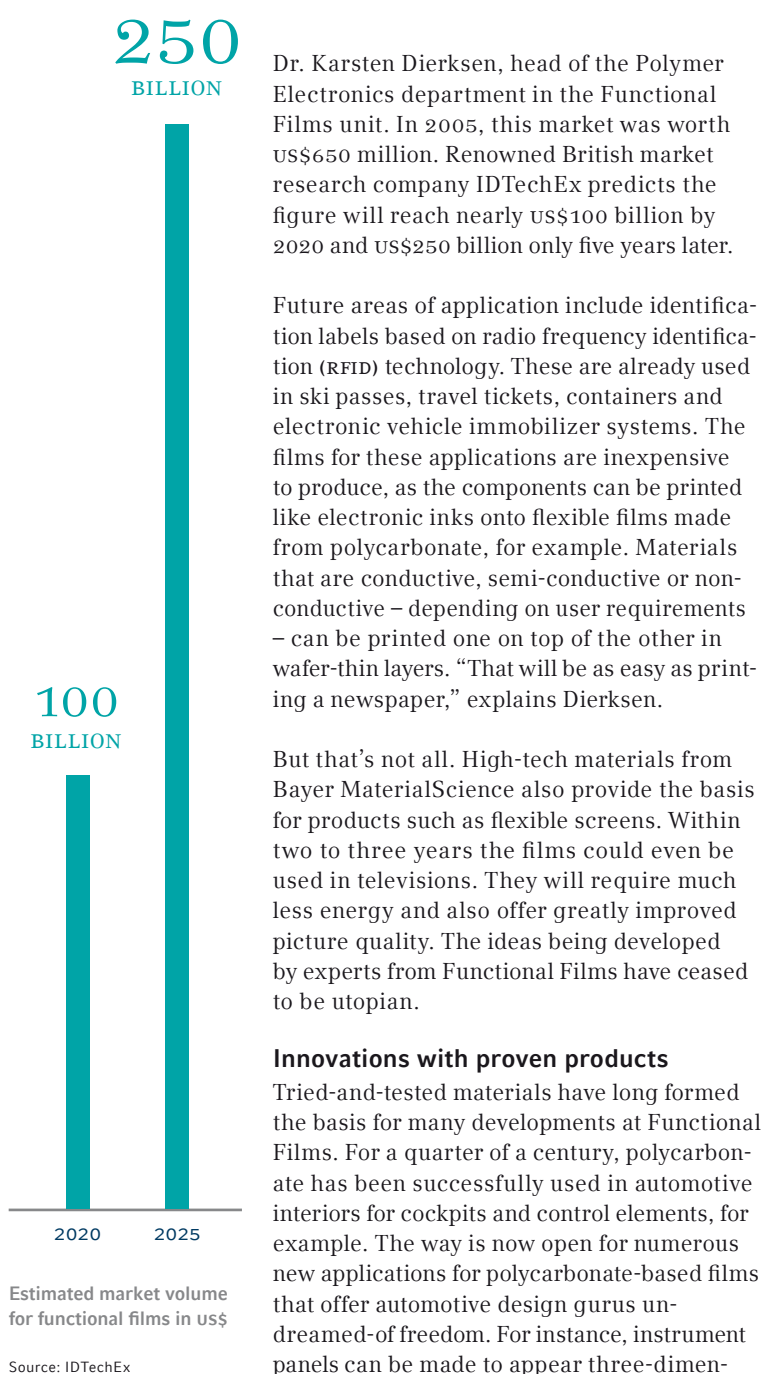 250
BILLION
100
BILLION
2020 2025
Estimated market volume
for functional films in US$
Source: IDTechEx
Dr. Karsten Dierksen, head of the Polymer
Electronics department in the Functional
Films unit. In 2005, this market was worth
US$650 million. Renowned British market
research company IDTechEx predicts the
figure will reach nearly US$100 billion by
2020 and US$250 billion only five years later.
Future areas of application include identifica-
tion labels based on radio frequency identifica-
tion (RFID) technology. These are already used
in ski passes, travel tickets, containers and
electronic vehicle immobilizer systems. The
films for these applications are inexpensive
to produce, as the components can be printed
like electronic inks onto flexible films made
from polycarbonate, for example. Materials
that are conductive, semi-conductive or non-
conductive – depending on user requirements
– can be printed one on top of the other in
wafer-thin layers. “That will be as easy as print-
ing a newspaper,” explains Dierksen.
But that’s not all. High-tech materials from
Bayer MaterialScience also provide the basis
for products such as flexible screens. Within
two to three years the films could even be
used in televisions. They will require much
less energy and also offer greatly improved
picture quality. The ideas being developed
by experts from Functional Films have ceased
to be utopian.
Innovations with proven products
Tried-and-tested materials have long formed
the basis for many developments at Functional
Films. For a quarter of a century, polycarbon-
ate has been successfully used in automotive
interiors for cockpits and control elements, for
example. The way is now open for numerous
new applications for polycarbonate-based films
that offer automotive design gurus un-
dreamed-of freedom. For instance, instrument
panels can be made to appear three-dimen-